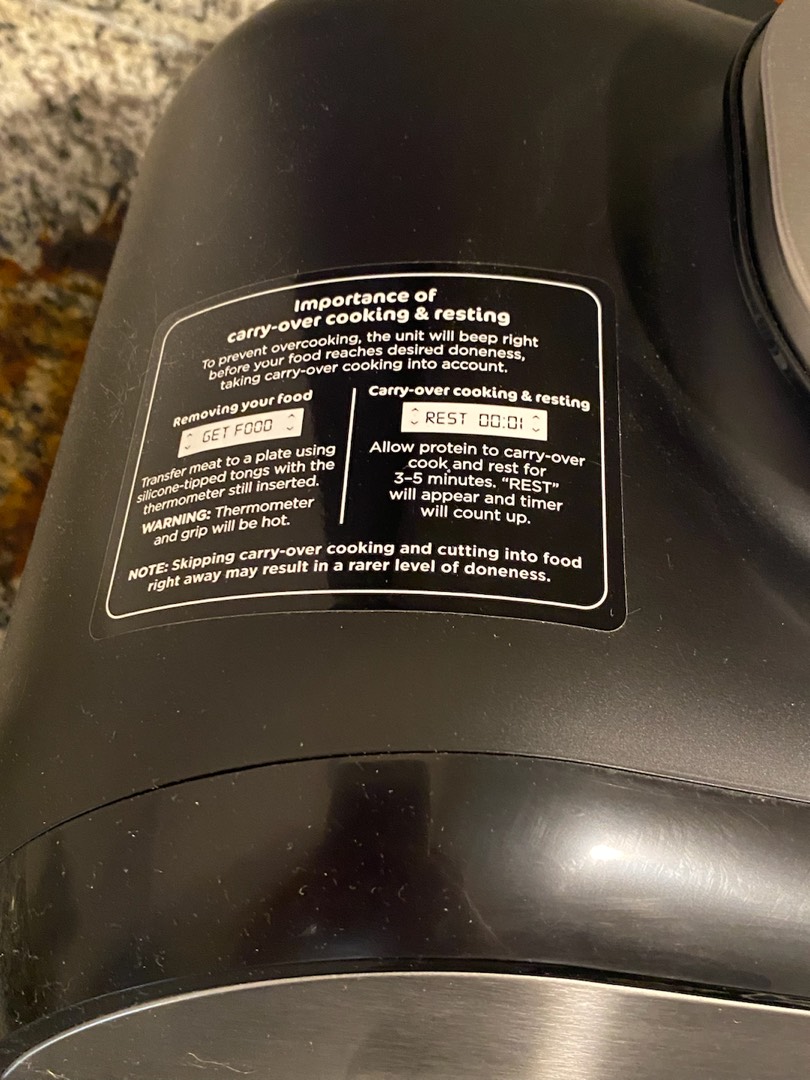 Importance of
carry-over cooking & resting
To prevent overcooking, the unit will beep right
before your food reaches desired doneness,
taking carry-over cooking into account.
Removing your food
GET FOOD
Transfer meat to a plate using
silicone-tipped tongs with the
thermometer still inserted.
WARNING: Thermometer
and grip will be hot.
Carry-over cooking & resting
REST 00:01
Allow protein to carry-over
cook and rest for
3-5 minutes. “REST”
will appear and timer
will count up.
NOTE: Skipping carry-over cooking and cutting into food
right away may result in a rarer level of doneness.